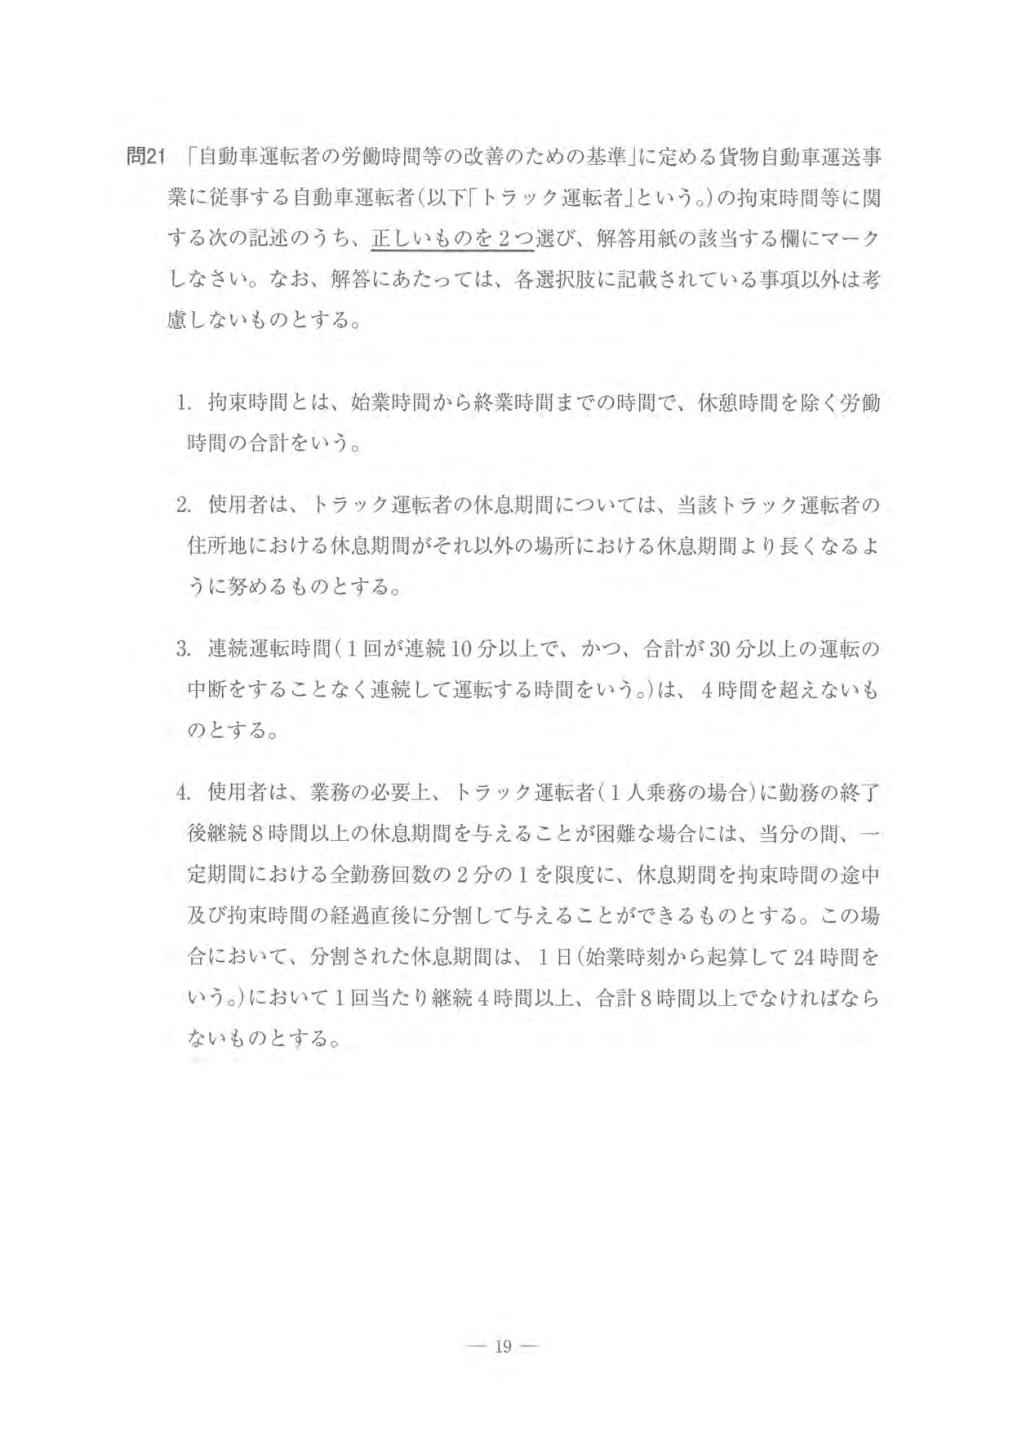 問21 「自動車運転者の労働時間等の改善のための基準」に定める貨物自動車運送事
業に従事する自動車運転者(以下「トラック運転者」という。)の拘束時間等に関
する次の記述のうち、正しいものを2つ選び、解答用紙の該当する欄にマーク
しなさい。なお、解答にあたっては、各選択肢に記載されている事項以外は考
慮しないものとする。
1. 拘束時間とは、始業時間から終業時間までの時間で、休憩時間を除く労働
時間の合計をいう。
2. 使用者は、トラック運転者の休息期間については、当該トラック運転者の
住所地における休息期間がそれ以外の場所における休息期間より長くなるよ
うに努めるものとする。
3. 連続運転時間(1回が連続10分以上で、かつ、合計が30分以上の運転の
中断をすることなく連続して運転する時間をいう。)は、4時間を超えないも
のとする。
4. 使用者は、業務の必要上、トラック運転者(1人乗務の場合)に勤務の終了
後継続8時間以上の休息期間を与えることが困難な場合には、当分の間、一
定期間における全勤務回数の2分の1を限度に、休息期間を拘束時間の途中
及び拘束時間の経過直後に分割して与えることができるものとする。この場
合において、分割された休息期間は、1日(始業時刻から起算して24時間を
いう。)において1回当たり継続4時間以上、合計8時間以上でなければなら
ないものとする。
— 19 —